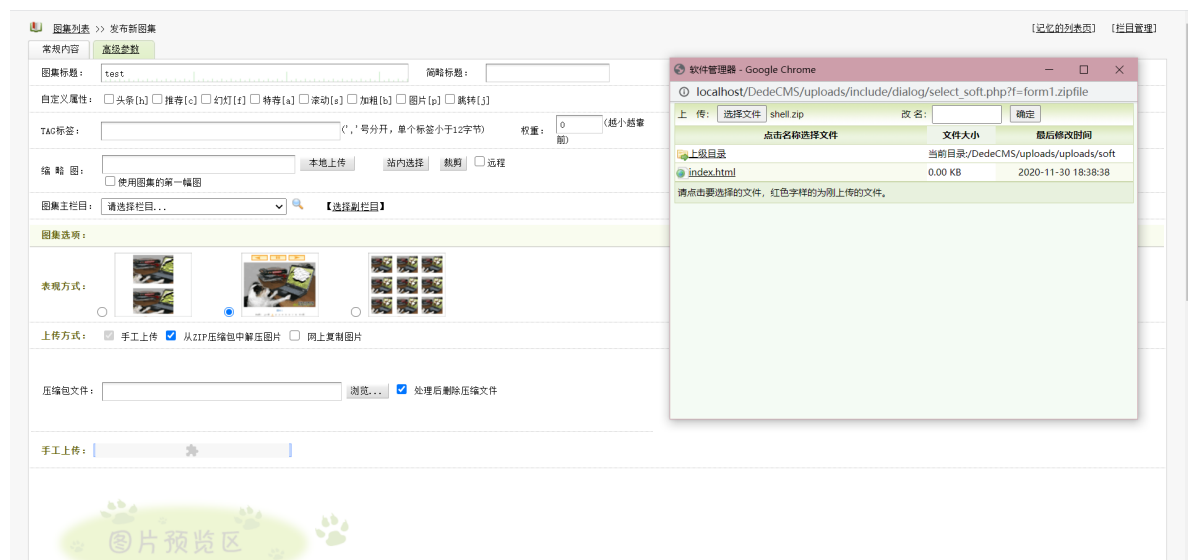 图集列表 >> 发布新图集
[记忆的列表页] [栏目管理]
常规内容 高级参数
图集标题： test 简略标题：
自定义属性： 头条[h] 推荐[c] 幻灯[f] 特荐[a] 滚动[s] 加粗[b] 图片[p] 跳转[j]
TAG标签： (','号分开，单个标签小于12字节) 权重： 0 (越小越靠
前)
缩 略 图： 本地上传 站内选择 裁剪 远程
使用图集的第一幅图
图集主栏目： 请选择栏目... 【选择副栏目】
图集选项：
表现方式：
上传方式： 手工上传 从ZIP压缩包中解压图片 网上复制图片
压缩包文件： 浏览... 处理后删除压缩文件
手工上传：
图片预览区
软件管理器 - Google Chrome
localhost/DedeCMS/uploads/include/dialog/select_soft.php?f=form1.zipfile
上 传： 选择文件 shell.zip 改名： 确定
点击名称选择文件 文件大小 最后修改时间
上级目录 当前目录:/DedeCMS/uploads/uploads/soft
index.html 0.00 KB 2020-11-30 18:38:38
请点击要选择的文件，红色字样的为刚上传的文件。